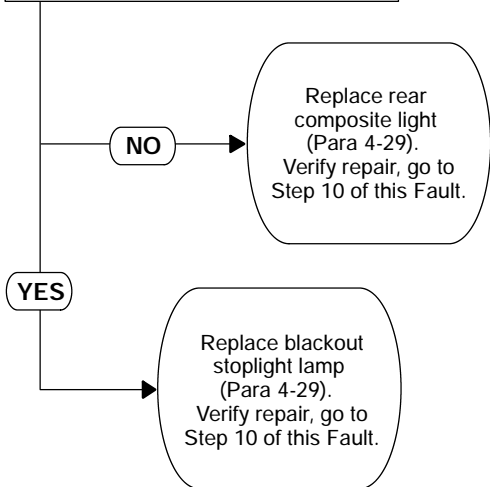 NO
Replace rear
composite light
(Para 4-29).
Verify repair, go to
Step 10 of this Fault.
YES
Replace blackout
stoplight lamp
(Para 4-29).
Verify repair, go to
Step 10 of this Fault.